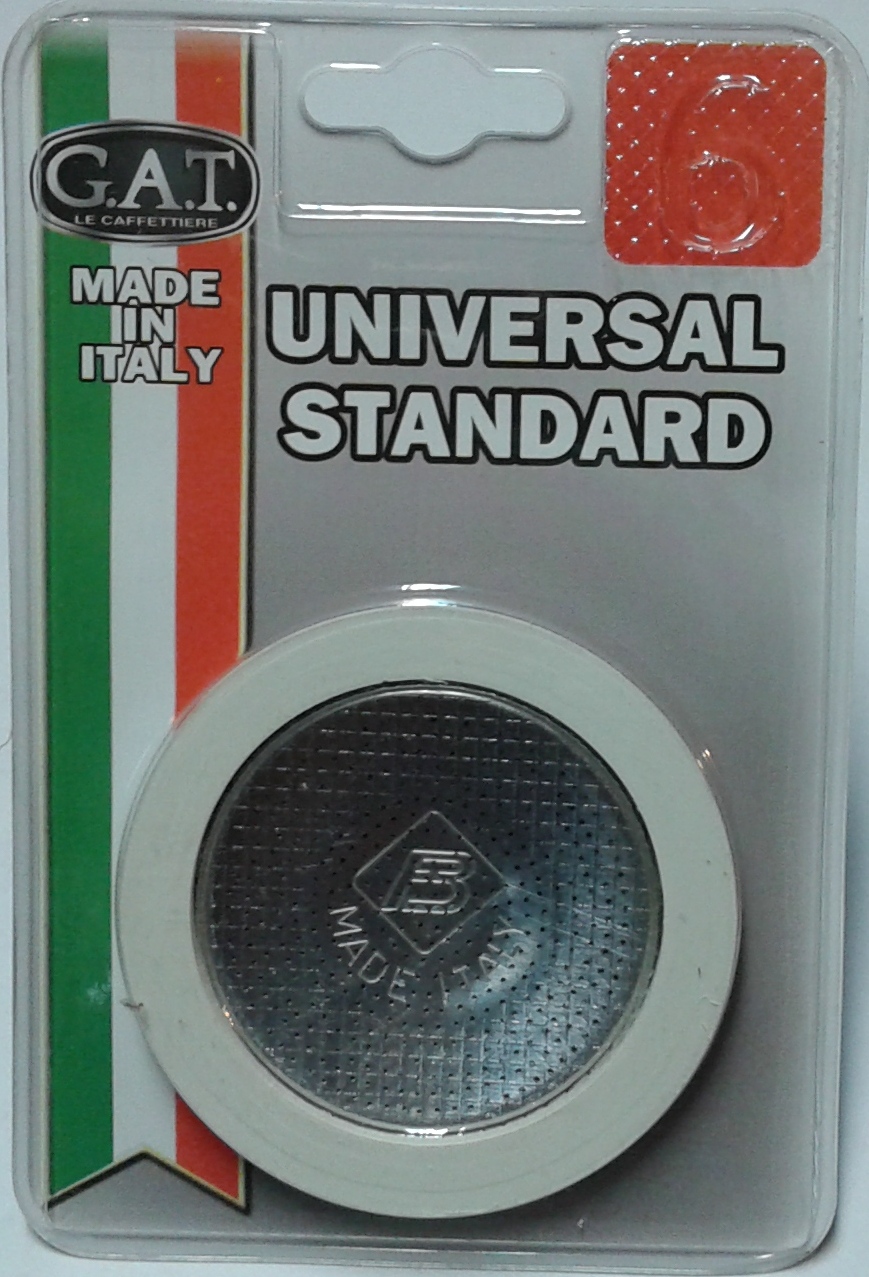 6
G.A.T.
LE CAFFETTIERE
MADE
IN
ITALY
UNIVERSAL
STANDARD
B
MADE ITALY